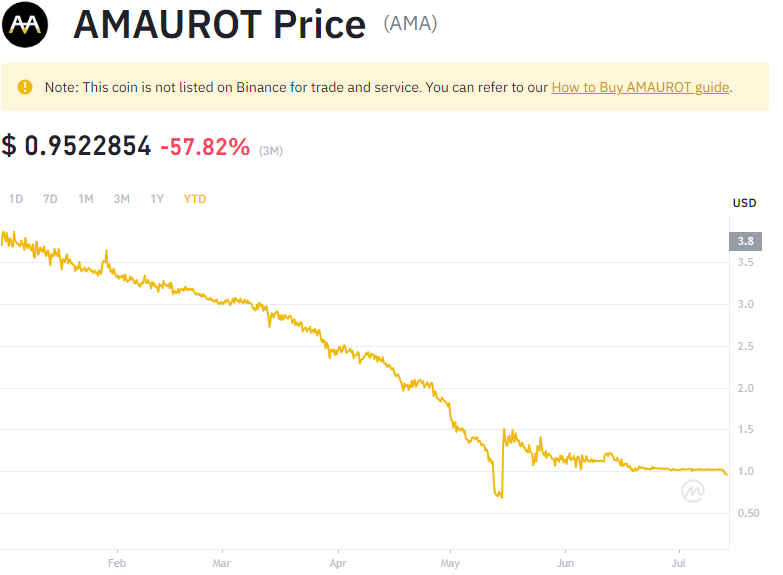 AMAUROT Price (AMA)
Note: This coin is not listed on Binance for trade and service. You can refer to our How to Buy AMAUROT guide.
$ 0.9522854 -57.82% (3M)
1D 7D 1M 3M 1Y YTD
USD
3.8
3.5
3.0
2.5
2.0
1.5
1.0
0.50
Feb Mar Apr May Jun Jul